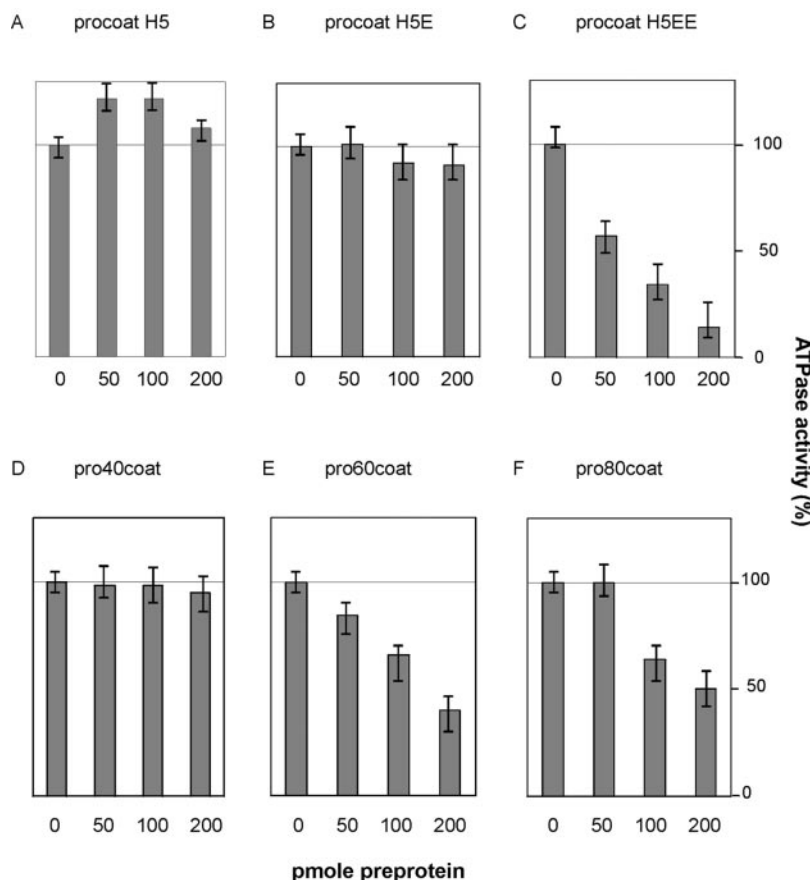 A procoat H5
B procoat H5E
C procoat H5EE
100
50
0
0 50 100 200
0 50 100 200
0 50 100 200
ATPase activity (%)
D pro40coat
E pro60coat
F pro80coat
100
50
0
0 50 100 200
0 50 100 200
0 50 100 200
pmole preprotein